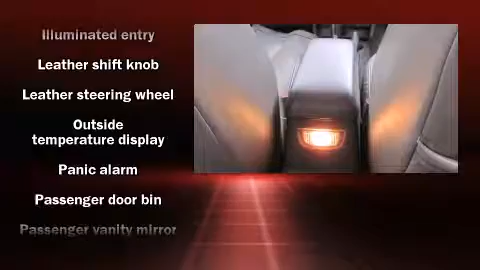 Illuminated entry
Leather shift knob
Leather steering wheel
Outside
temperature display
Panic alarm
Passenger door bin
Passenger vanity mirror